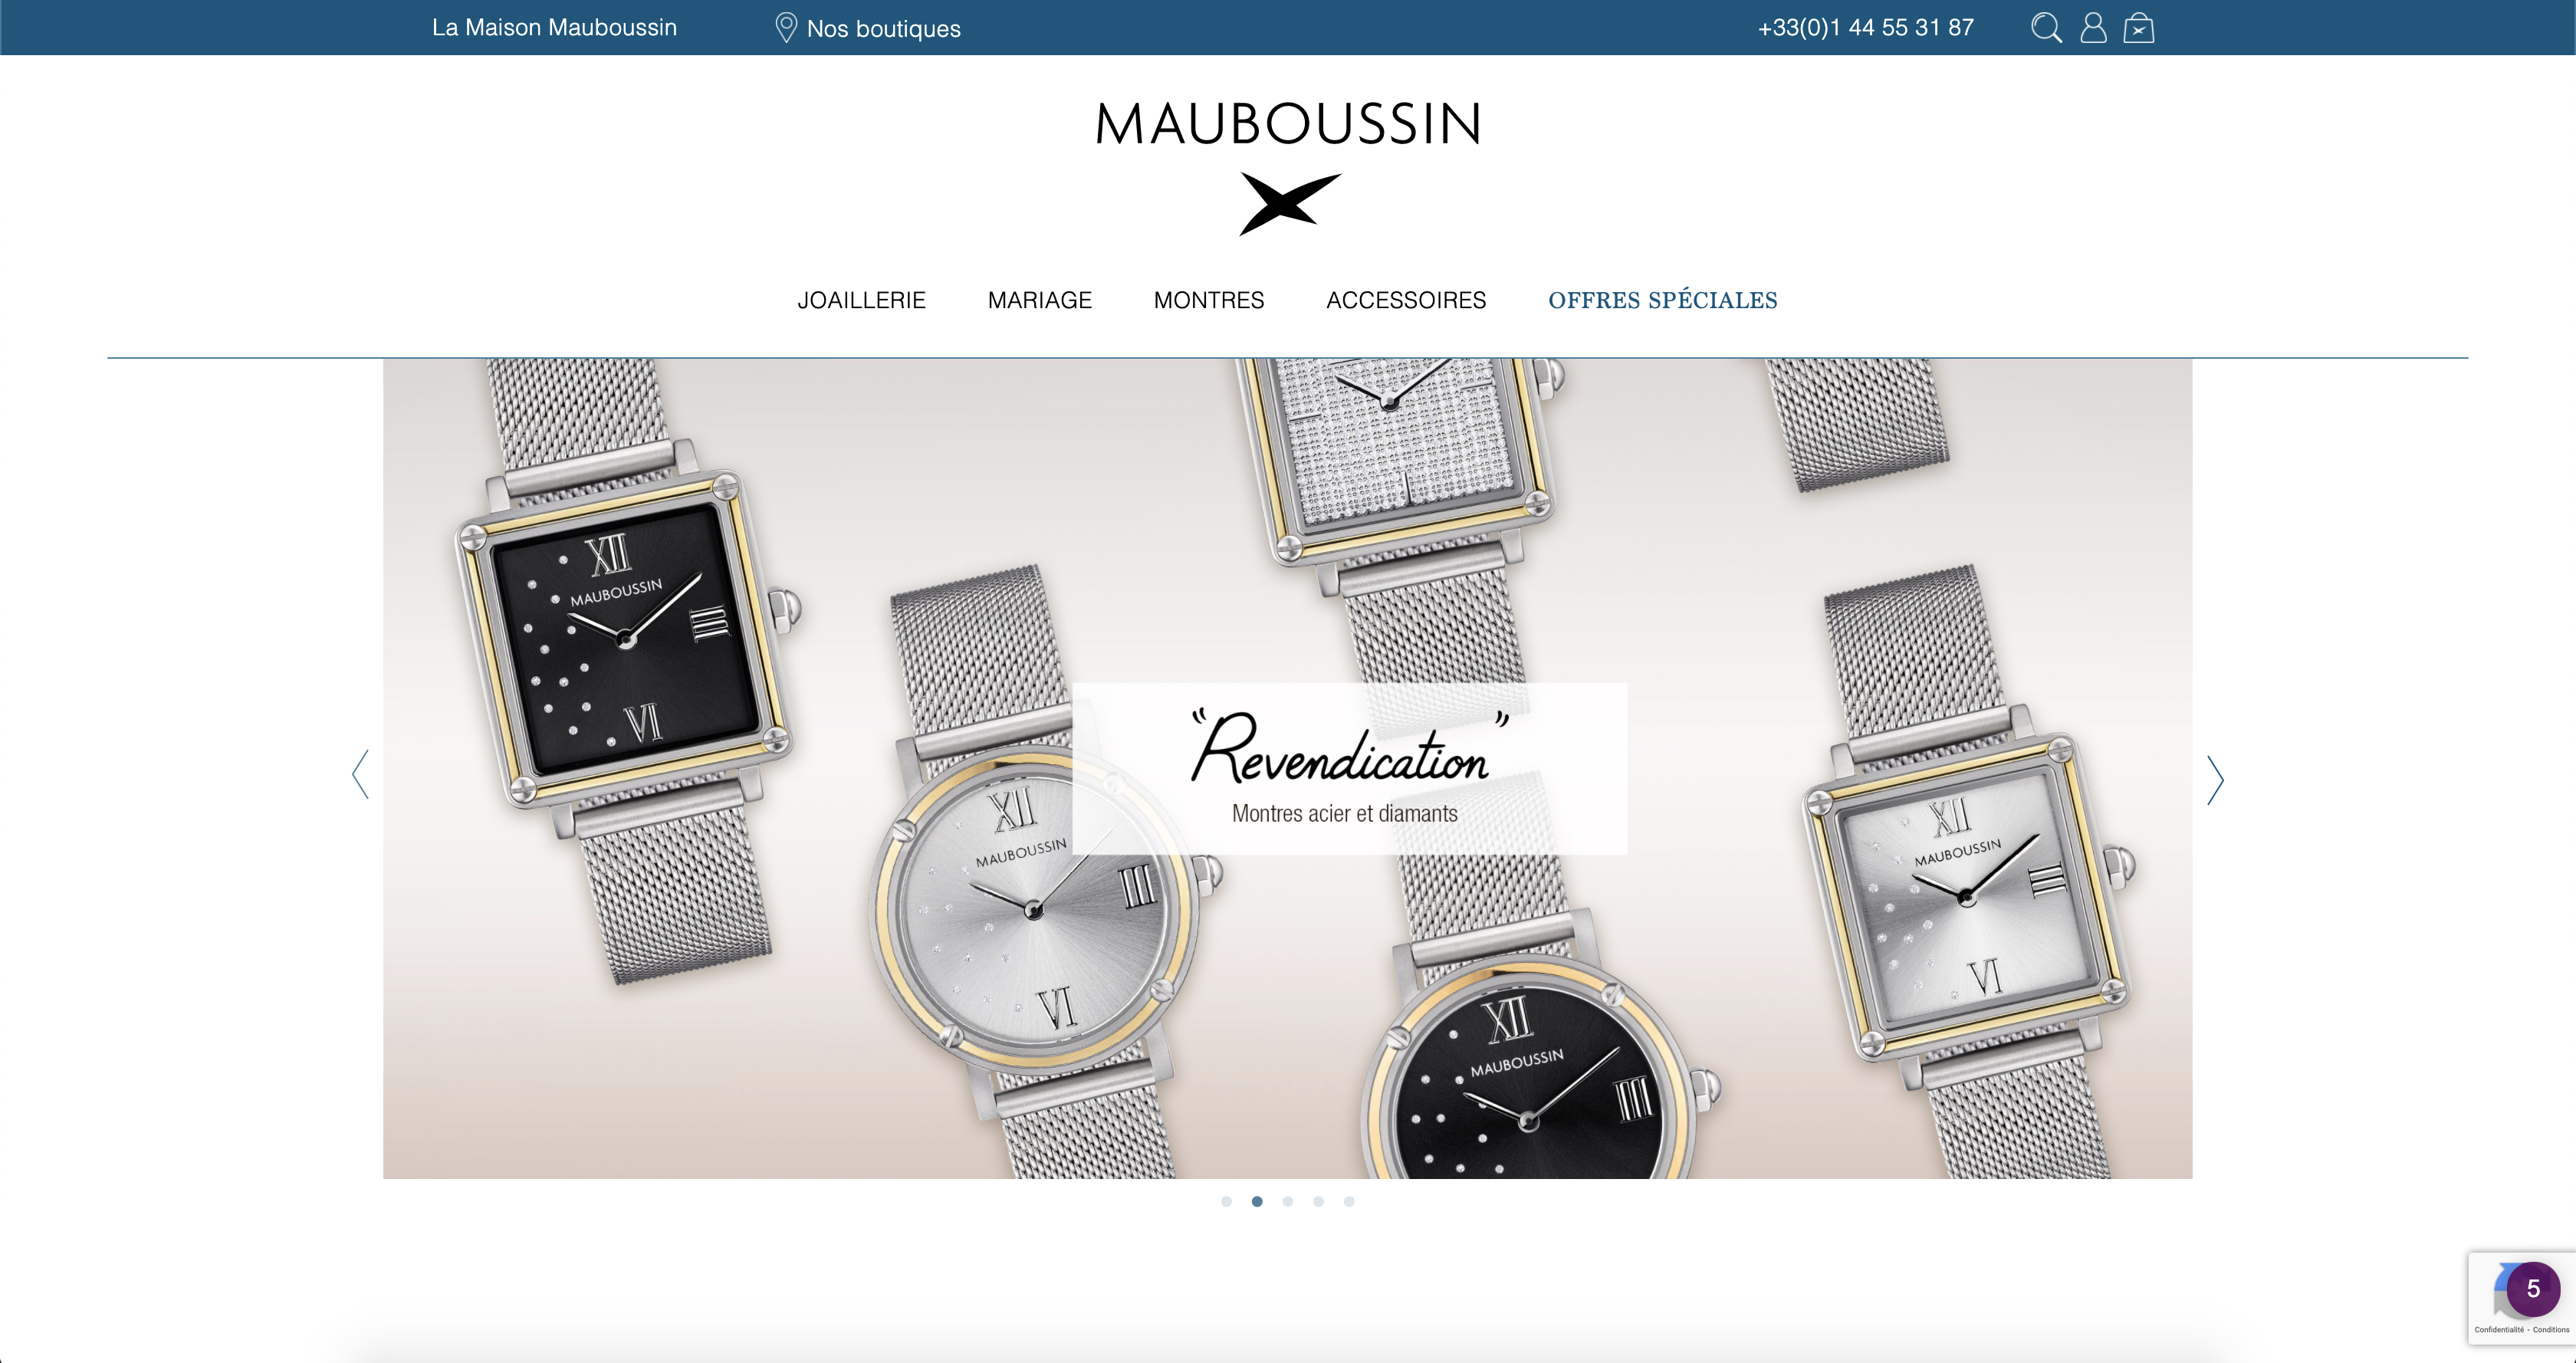 La Maison Mauboussin
Nos boutiques
+33(0)1 44 55 31 87
MAUBOUSSIN
JOAILLERIE
MARIAGE
MONTRES
ACCESSOIRES
OFFRES SPÉCIALES
XII
MAUBOUSSIN
III
VI
“Revendication”
Montres acier et diamants
XII
MAUBOUSSIN
III
VI
XII
MAUBOUSSIN
III
VI
XII
MAUBOUSSIN
III
5
Confidentialité - Conditions